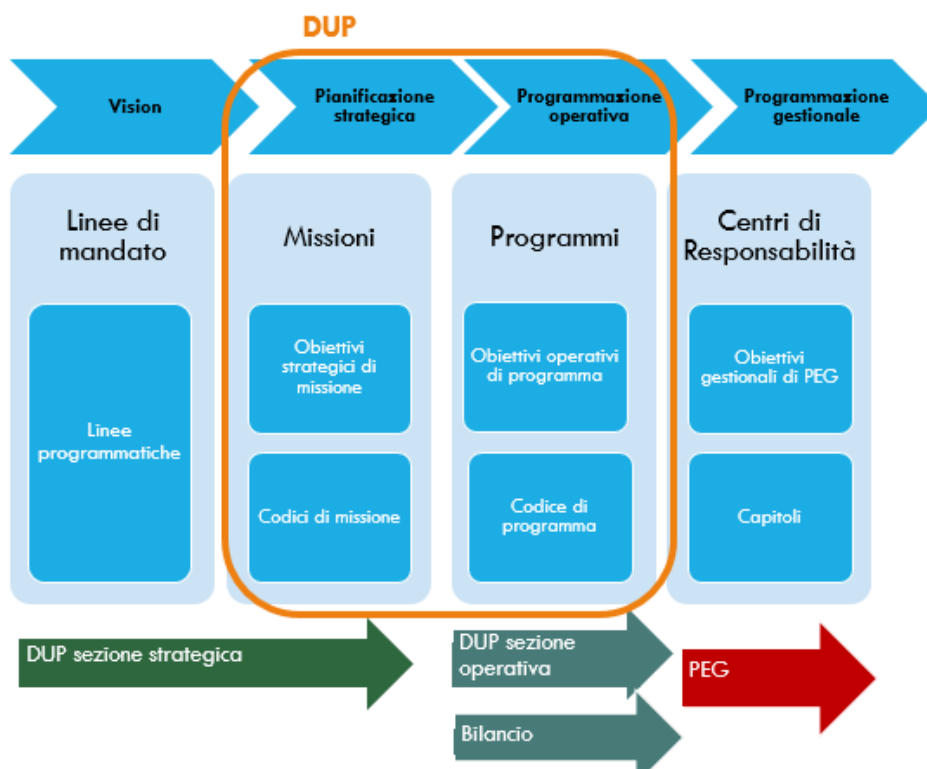 DUP
Vision
Pianificazione
strategica
Programmazione
operativa
Programmazione
gestionale
Linee di
mandato
Missioni
Programmi
Centri di
Responsabilità
Linee
programmatiche
Obiettivi
strategici di
missione
Obiettivi operativi
di programma
Obiettivi
gestionali di PEG
Codici di missione
Codice di
programma
Capitoli
DUP sezione strategica
DUP sezione
operativa
PEG
Bilancio